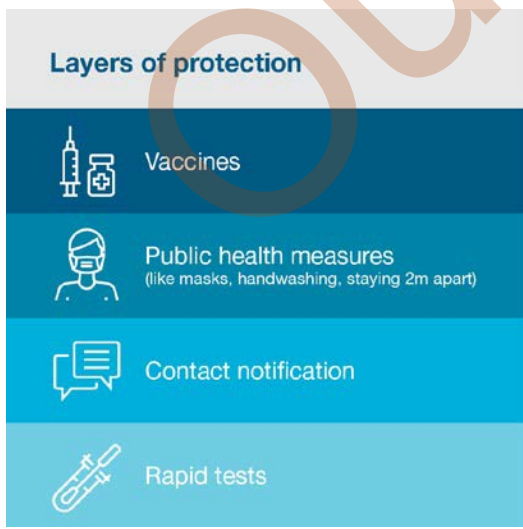 Layers of protection
Vaccines
Public health measures
(like masks, handwashing, staying 2m apart)
Contact notification
Rapid tests